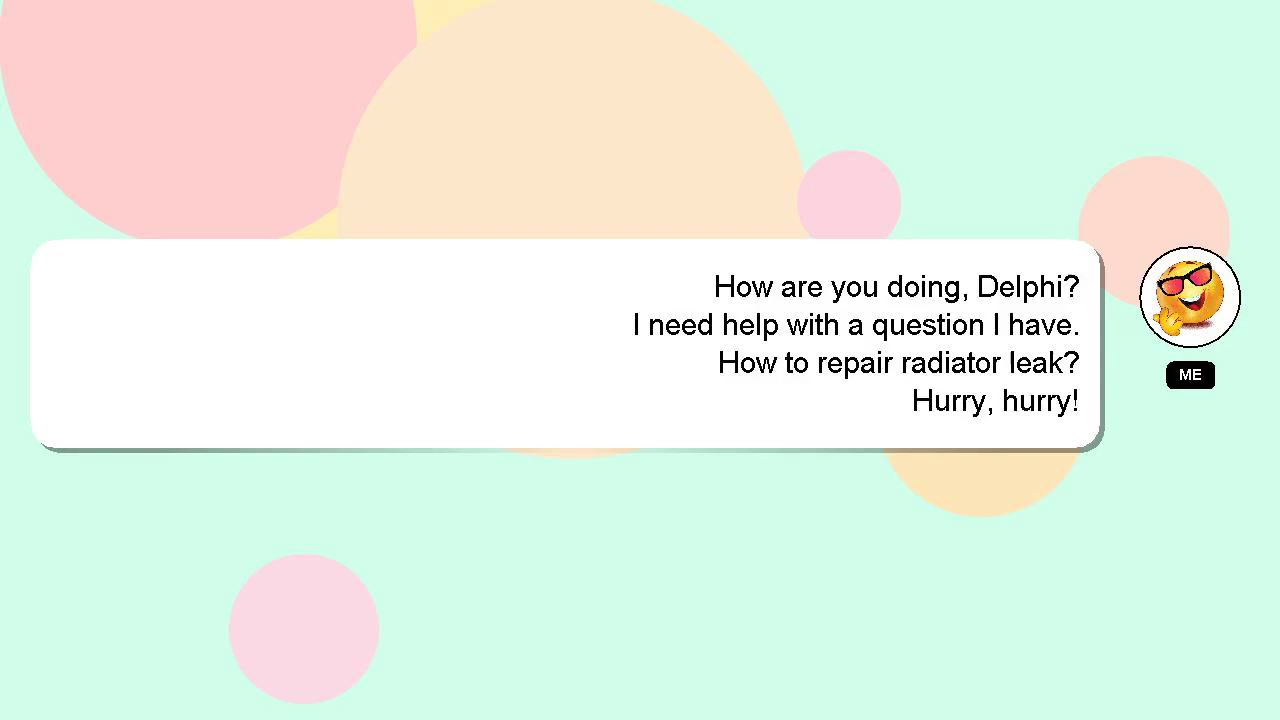 How are you doing, Delphi?
I need help with a question I have.
How to repair radiator leak?
Hurry, hurry!
ME